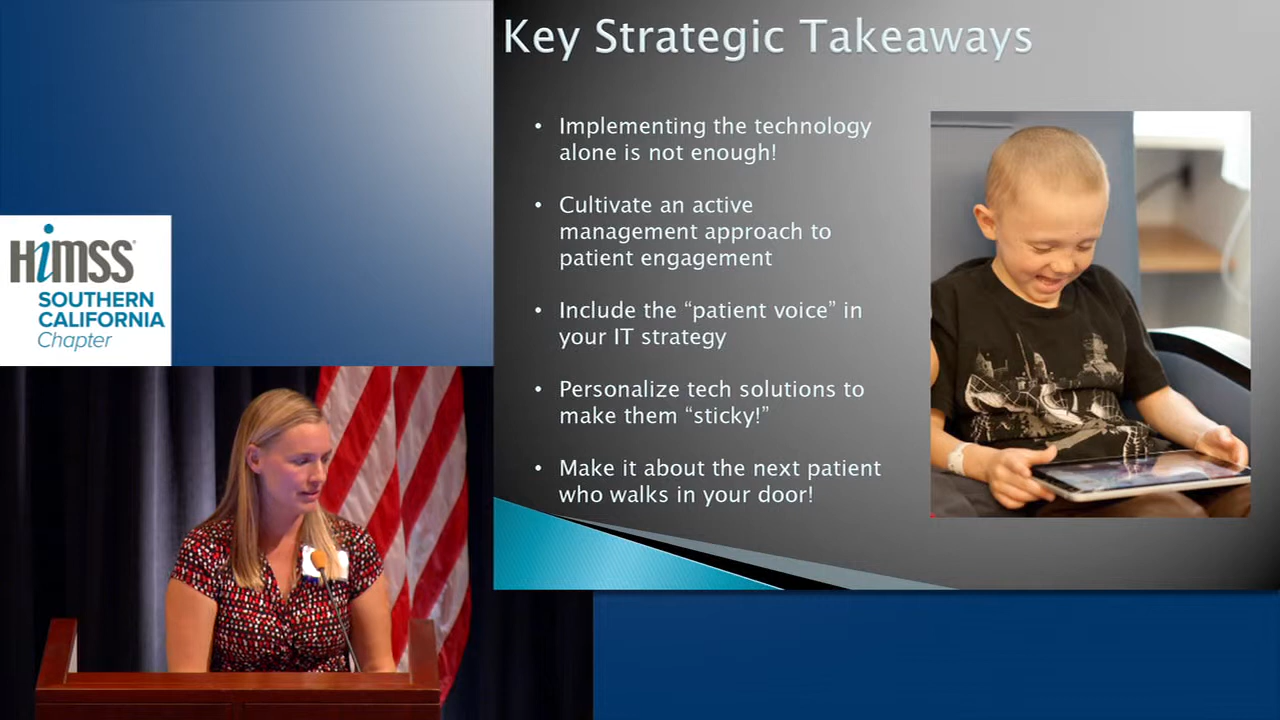 Key Strategic Takeaways
• Implementing the technology
alone is not enough!
• Cultivate an active
management approach to
patient engagement
• Include the “patient voice” in
your IT strategy
• Personalize tech solutions to
make them “sticky!”
• Make it about the next patient
who walks in your door!
HiMSS
SOUTHERN
CALIFORNIA
Chapter